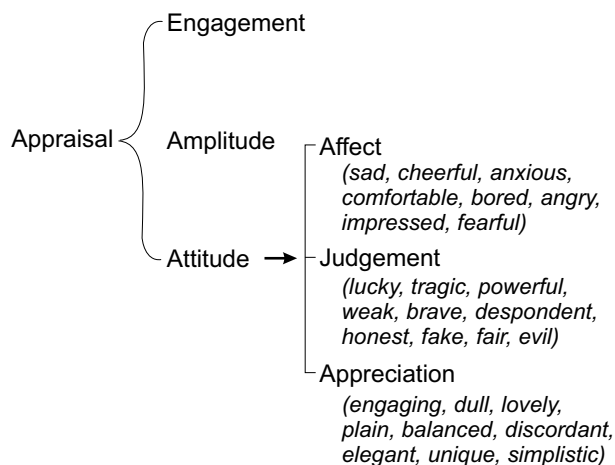 Engagement
Appraisal
Amplitude
Affect
(sad, cheerful, anxious,
comfortable, bored, angry,
impressed, fearful)
Attitude
Judgement
(lucky, tragic, powerful,
weak, brave, despondent,
honest, fake, fair, evil)
Appreciation
(engaging, dull, lovely,
plain, balanced, discordant,
elegant, unique, simplistic)